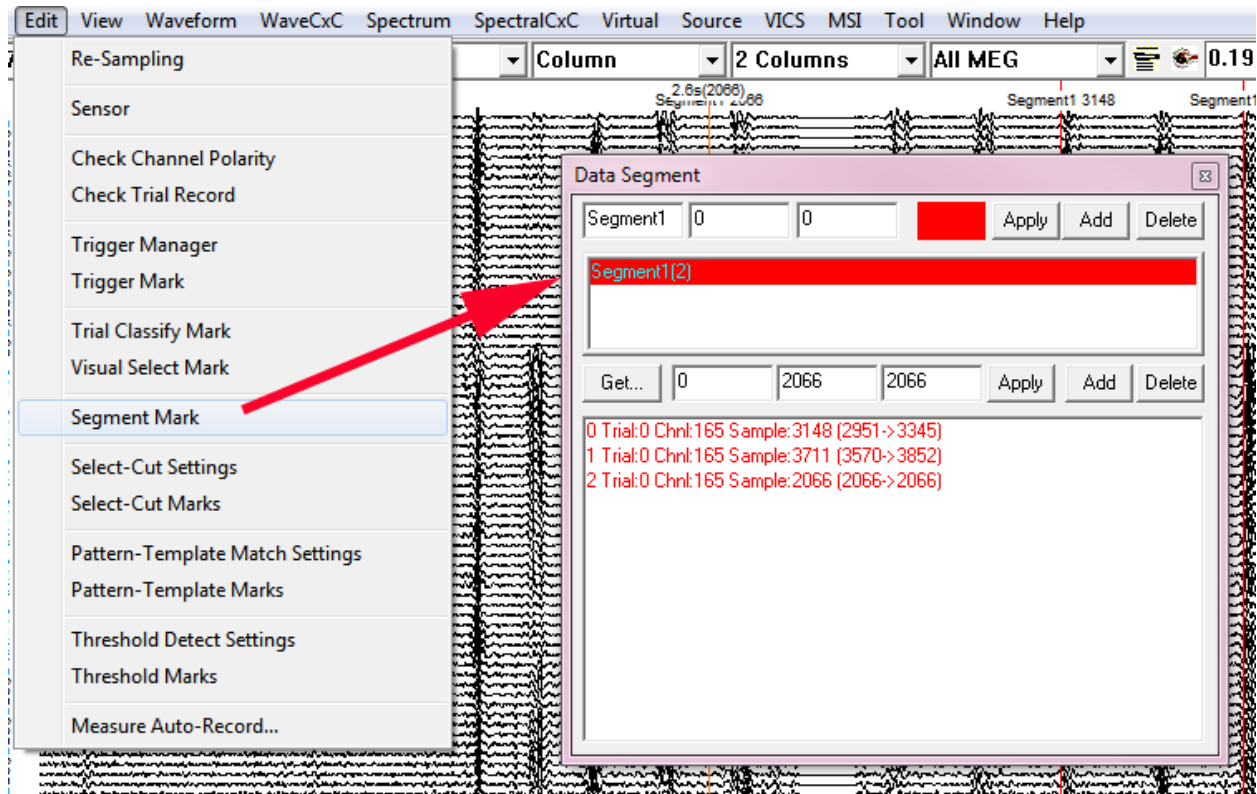 Edit View Waveform WaveCxC Spectrum SpectralCxC Virtual Source VICS MSI Tool Window Help
Column 2 Columns All MEG 0.19
2.6s(2066)
Segment1 2066 Segment1 3148 Segment1
Re-Sampling
Sensor
Check Channel Polarity
Check Trial Record
Trigger Manager
Trigger Mark
Trial Classify Mark
Visual Select Mark
Segment Mark
Select-Cut Settings
Select-Cut Marks
Pattern-Template Match Settings
Pattern-Template Marks
Threshold Detect Settings
Threshold Marks
Measure Auto-Record...
Data Segment
Segment1 0 0 Apply Add Delete
Segment1(2)
Get... 0 2066 2066 Apply Add Delete
0 Trial:0 Chnl:165 Sample:3148 (2951->3345)
1 Trial:0 Chnl:165 Sample:3711 (3570->3852)
2 Trial:0 Chnl:165 Sample:2066 (2066->2066)